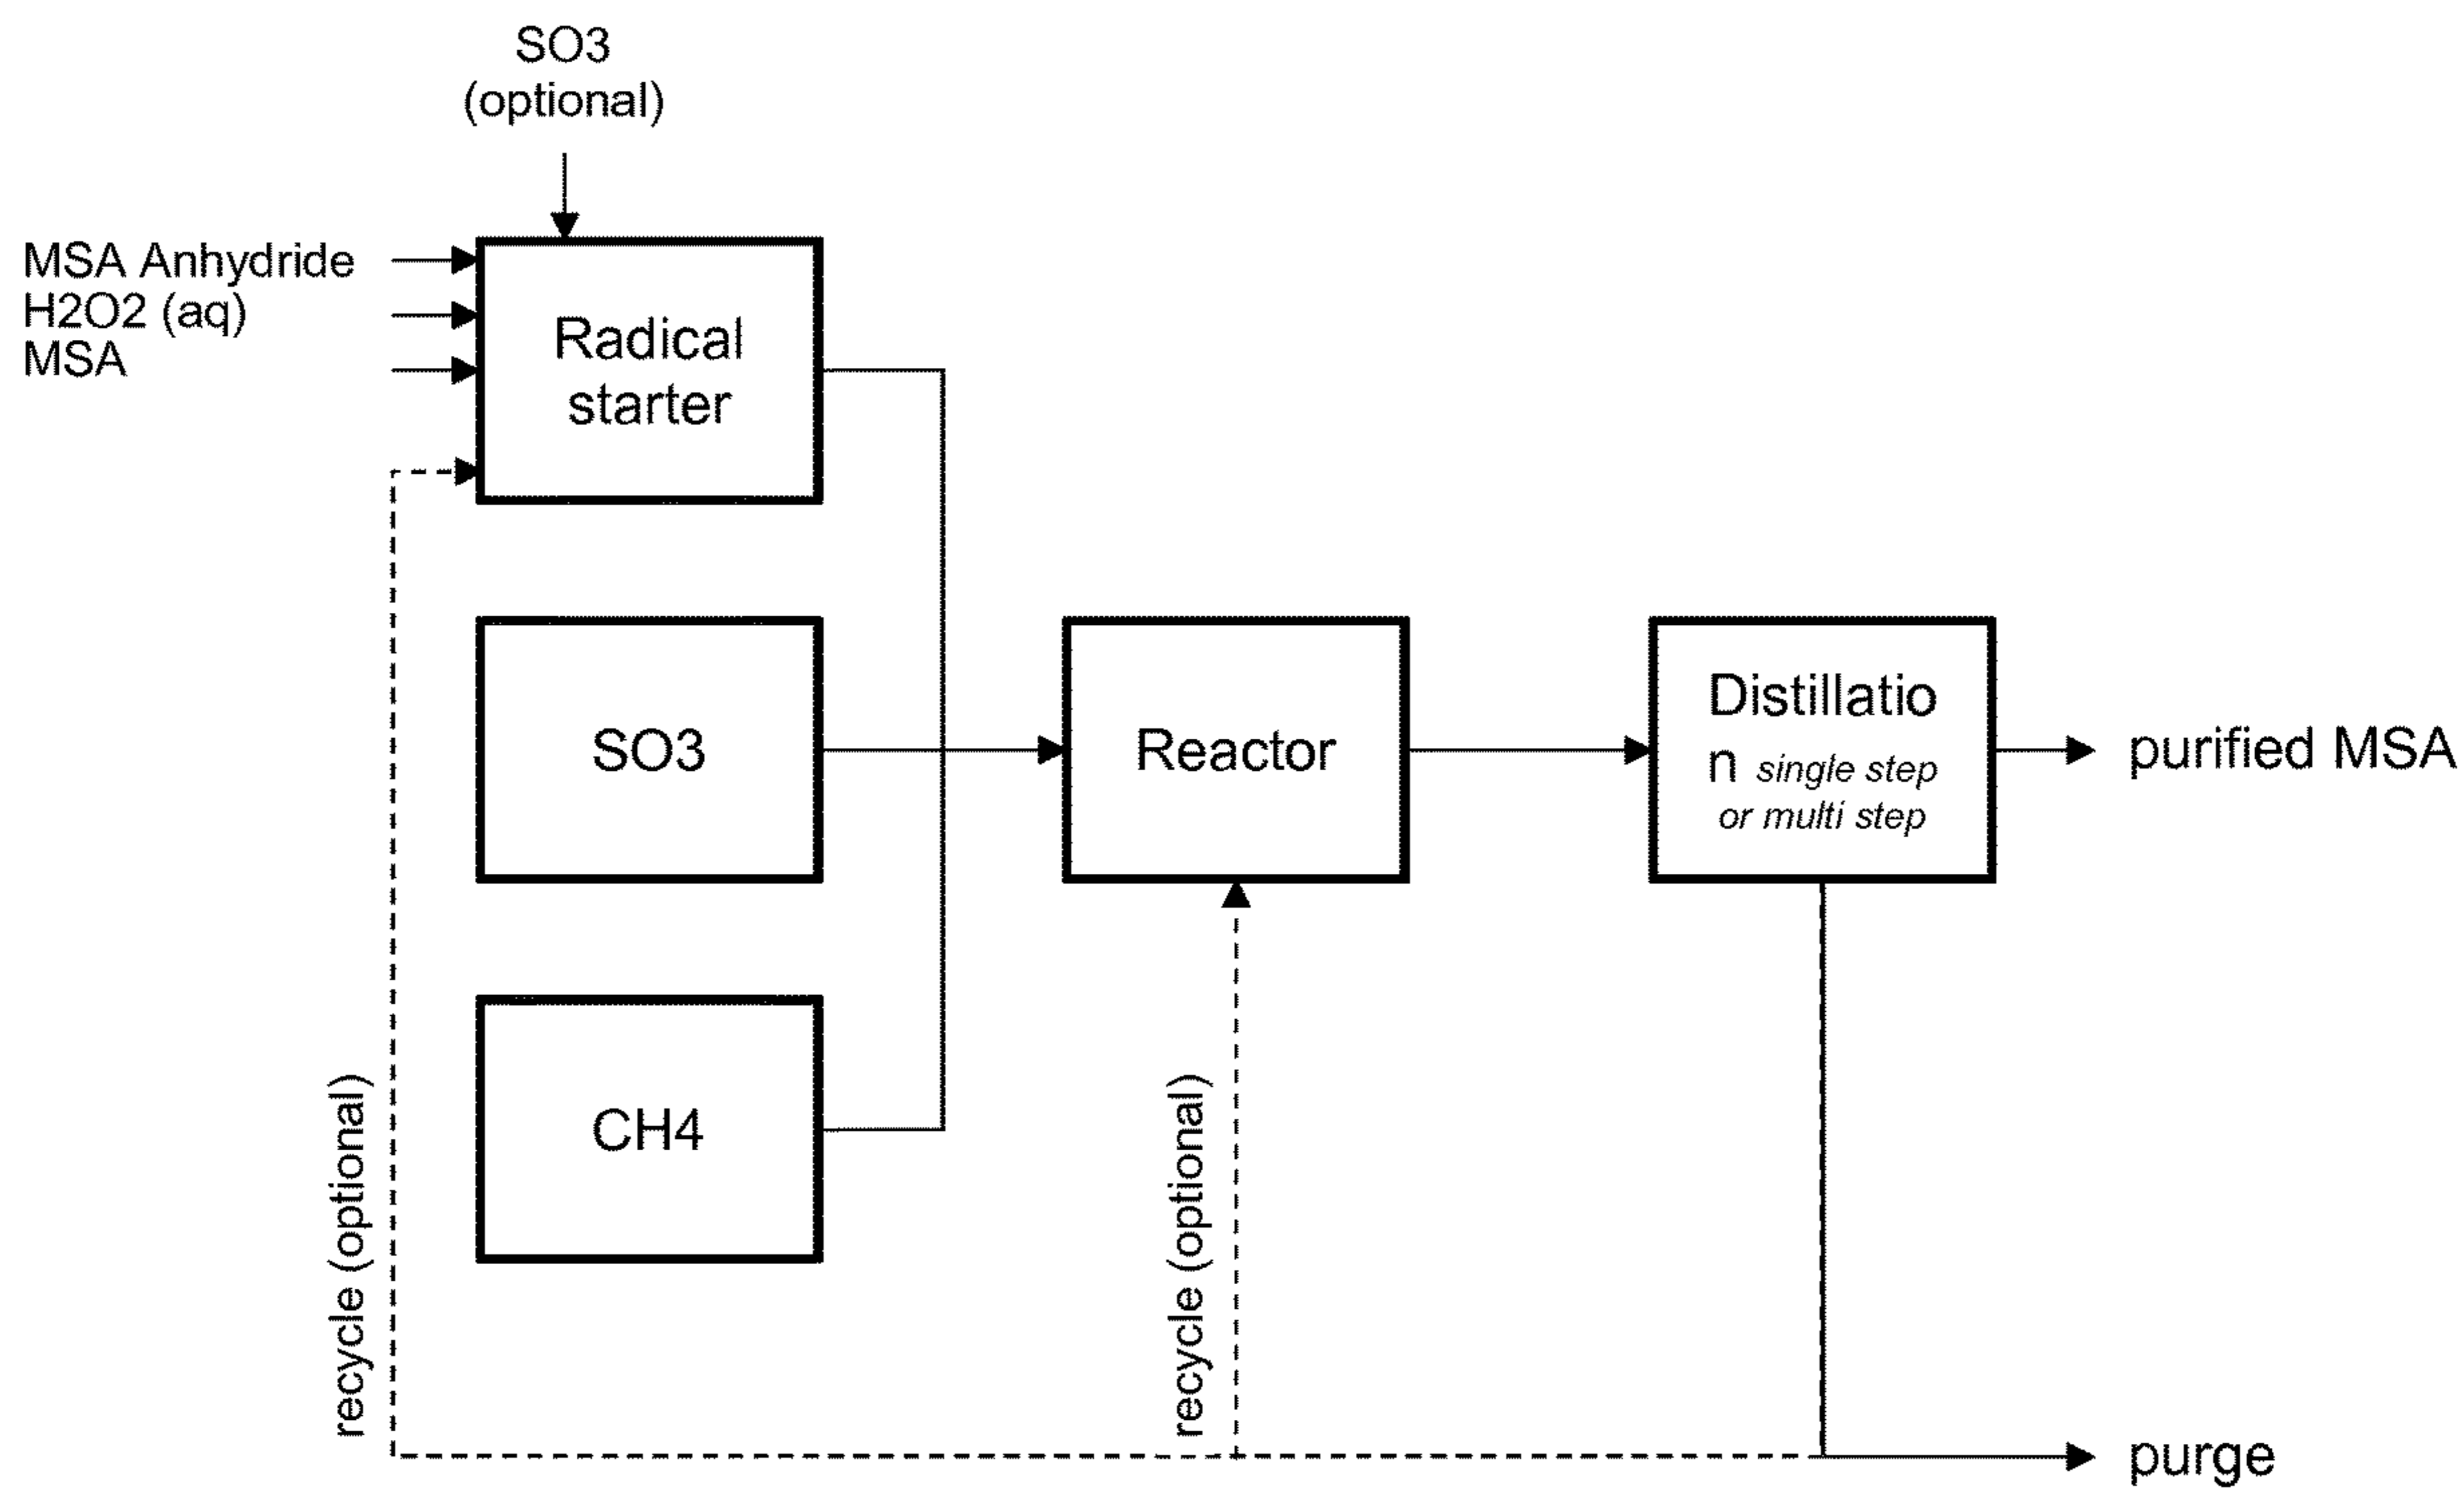 SO3
(optional)
MSA Anhydride
H2O2 (aq)
MSA
Radical
starter
SO3
Reactor
Distillatio
n single step
or multi step
purified MSA
CH4
recycle (optional)
recycle (optional)
purge